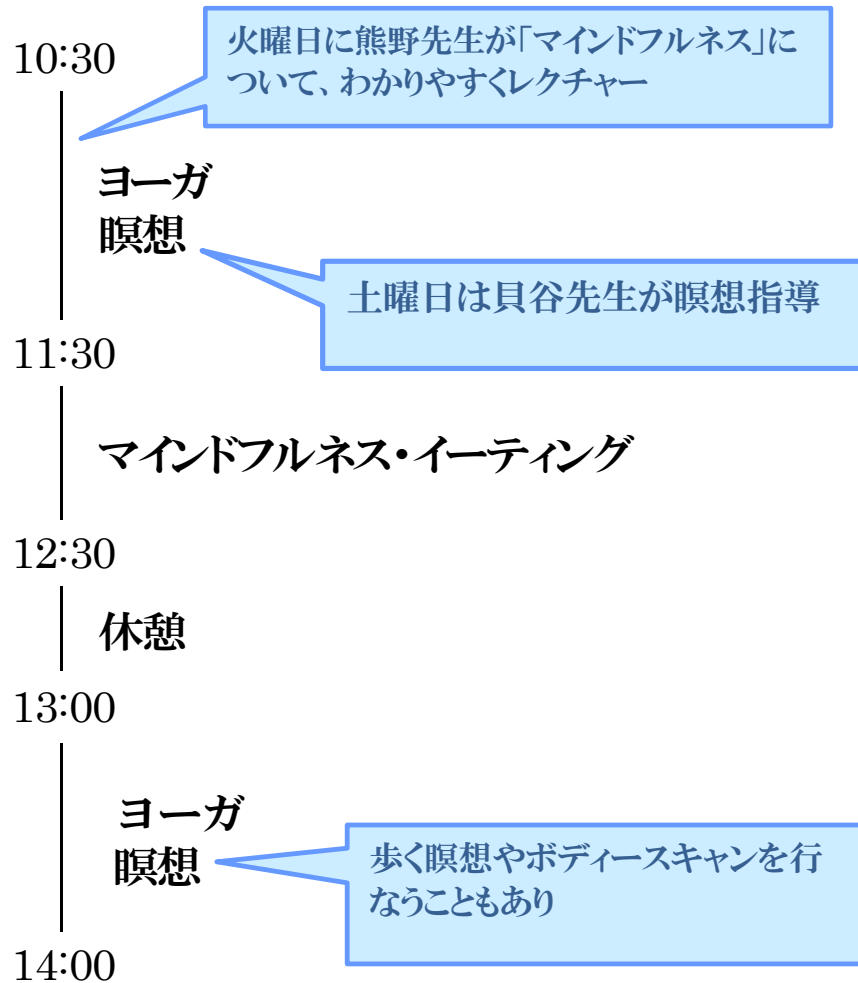 10:30
火曜日に熊野先生が「マインドフルネス」に
ついて、わかりやすくレクチャー
ヨーガ
瞑想
土曜日は貝谷先生が瞑想指導
11:30
マインドフルネス・イーティング
12:30
休憩
13:00
ヨーガ
瞑想
歩く瞑想やボディースキャンを行
なうこともあり
14:00